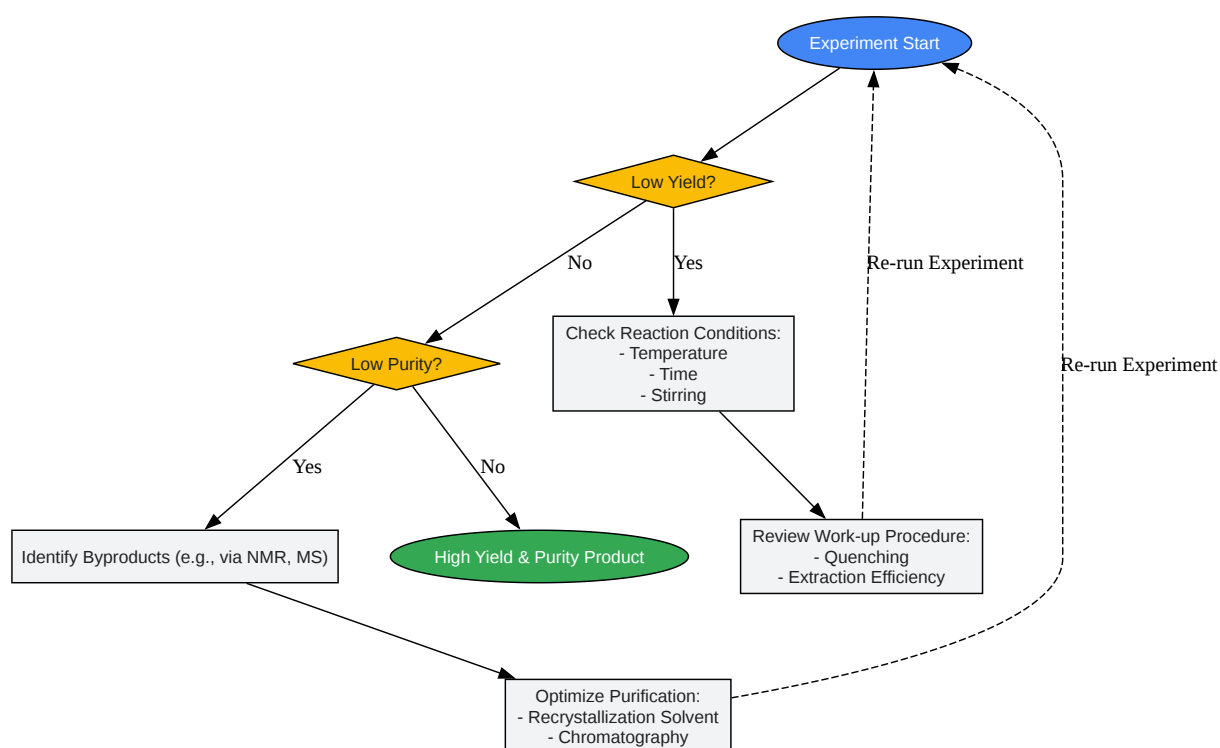 Experiment Start
Low Yield?
No
Yes
Re-run Experiment
Check Reaction Conditions:
- Temperature
- Time
- Stirring
Low Purity?
Re-run Experiment
Yes
No
Identify Byproducts (e.g., via NMR, MS)
High Yield & Purity Product
Review Work-up Procedure:
- Quenching
- Extraction Efficiency
Optimize Purification:
- Recrystallization Solvent
- Chromatography